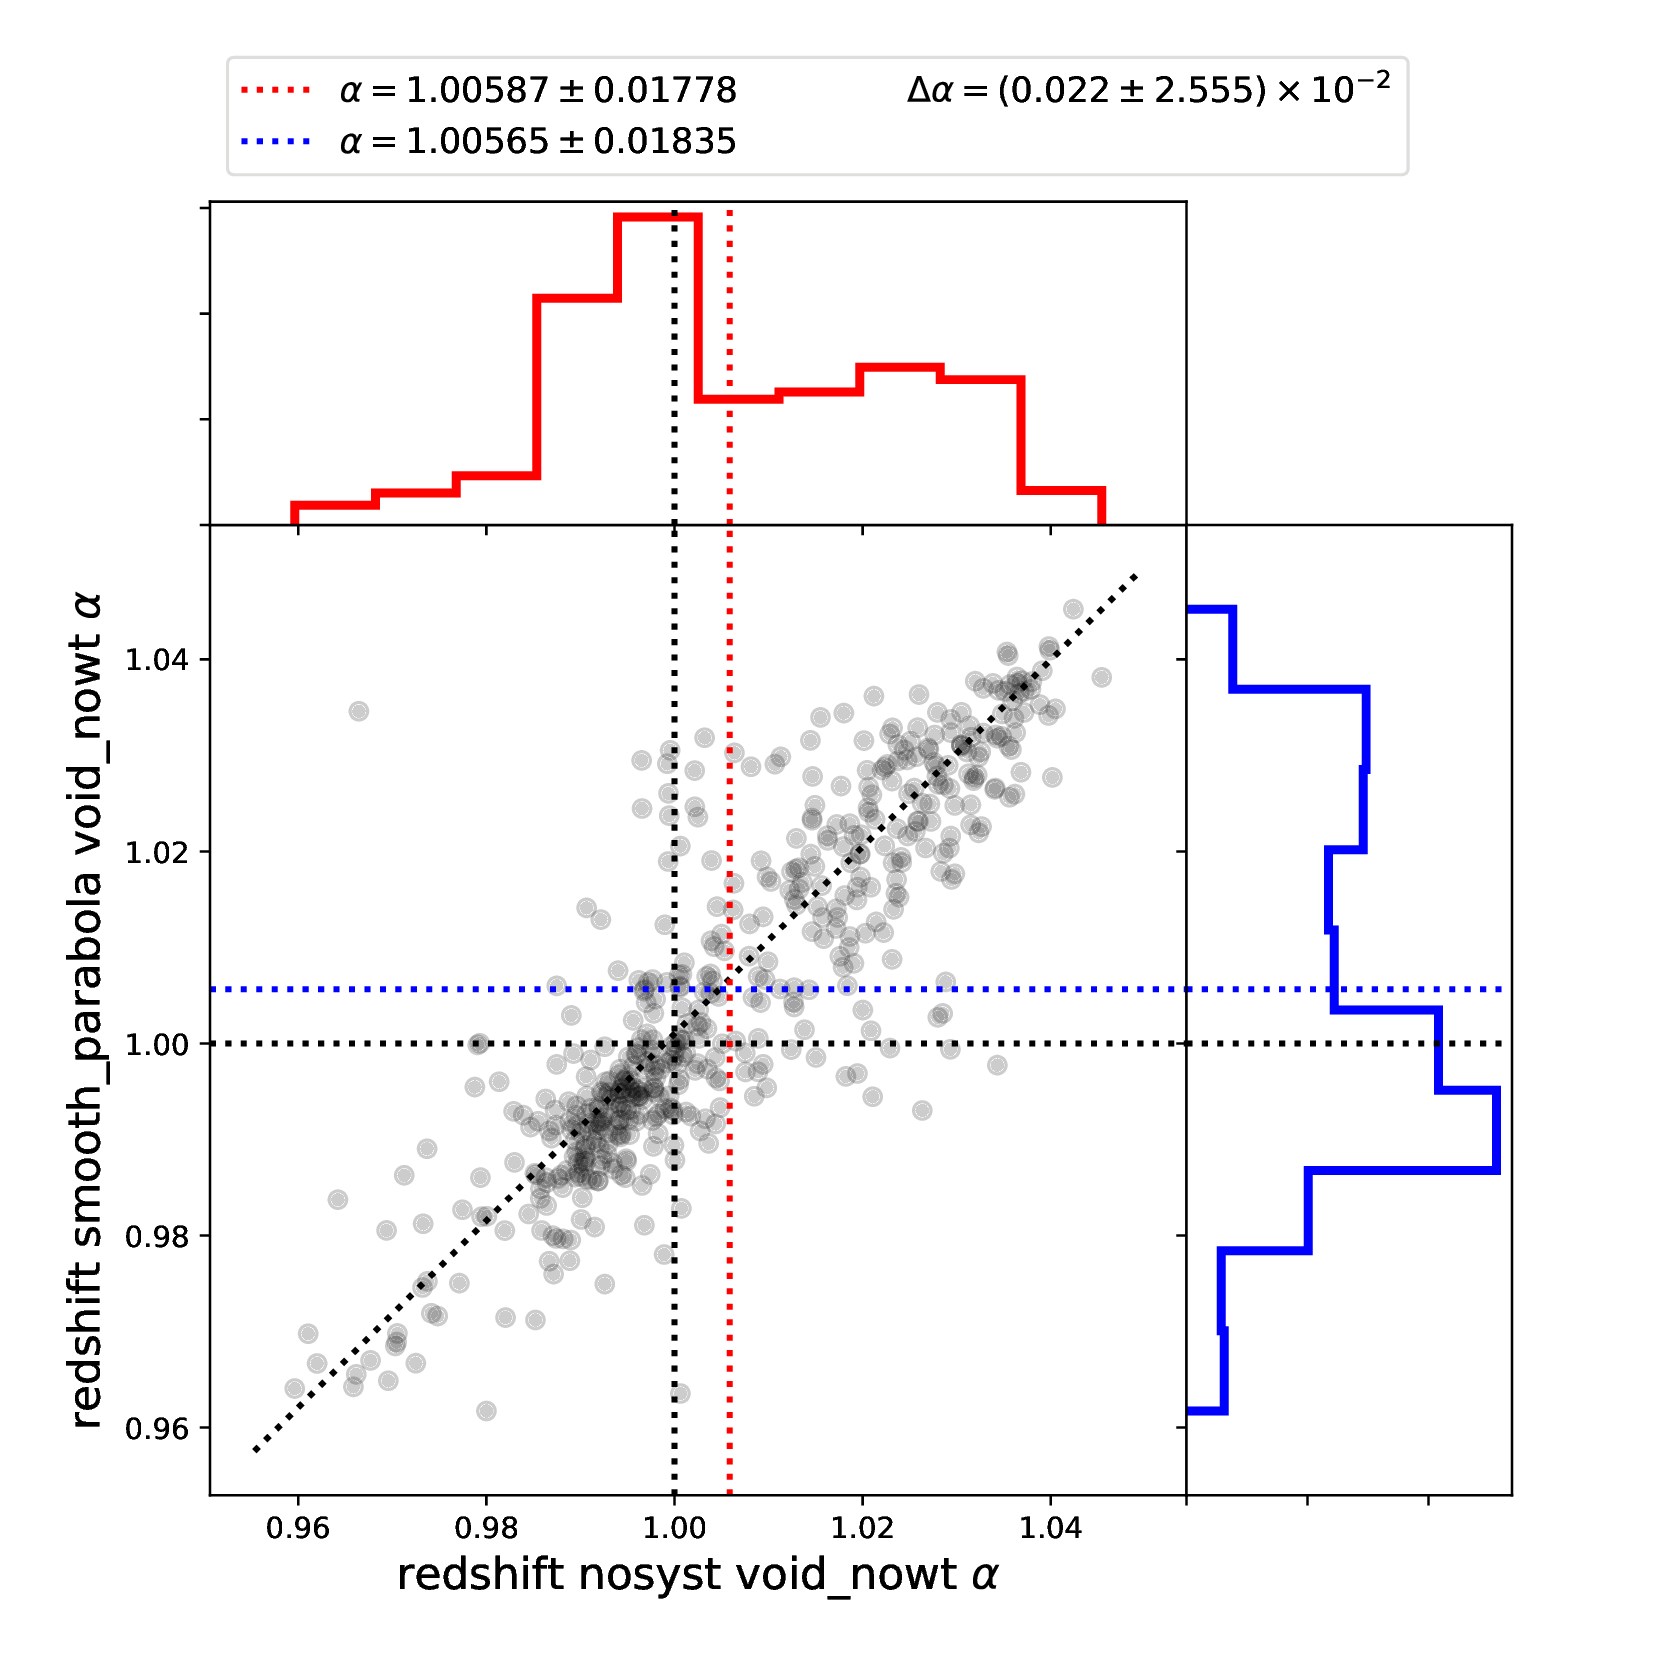 α = 1.00587 ± 0.01778
Δα = (0.022 ± 2.555) × 10⁻²
α = 1.00565 ± 0.01835
redshift smooth_parabola void_nowt α
1.04
1.02
1.00
0.98
0.96
0.96 0.98 1.00 1.02 1.04
redshift nosyst void_nowt α